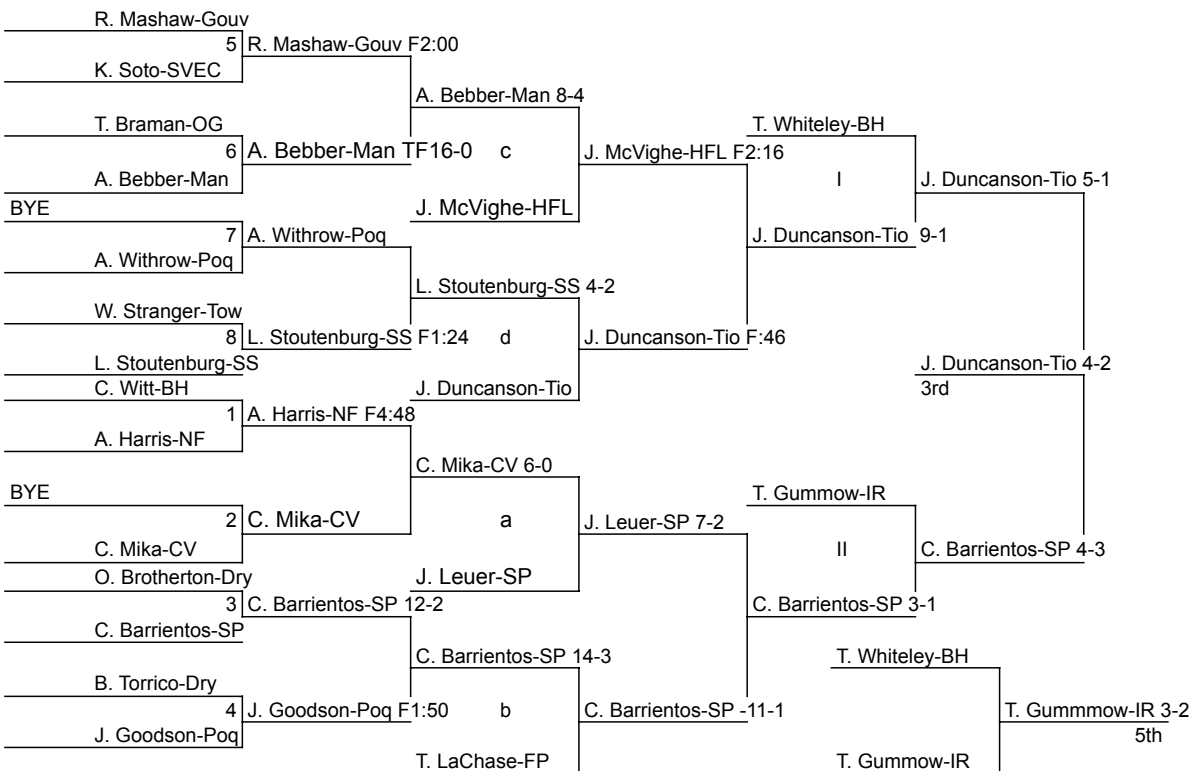 R. Mashaw-Gouv
5 R. Mashaw-Gouv F2:00
K. Soto-SVEC
A. Bebber-Man 8-4
T. Braman-OG
T. Whiteley-BH
6 A. Bebber-Man TF16-0 c J. McVighe-HFL F2:16
A. Bebber-Man
I J. Duncanson-Tio 5-1
BYE
J. McVighe-HFL
7 A. Withrow-Poq
J. Duncanson-Tio 9-1
A. Withrow-Poq
L. Stoutenburg-SS 4-2
W. Stranger-Tow
8 L. Stoutenburg-SS F1:24 d J. Duncanson-Tio F:46
L. Stoutenburg-SS
J. Duncanson-Tio 4-2
C. Witt-BH
J. Duncanson-Tio
3rd
1 A. Harris-NF F4:48
A. Harris-NF
C. Mika-CV 6-0
BYE
T. Gummow-IR
2 C. Mika-CV a J. Leuer-SP 7-2
C. Mika-CV
II C. Barrientos-SP 4-3
O. Brotherton-Dry
J. Leuer-SP
3 C. Barrientos-SP 12-2
C. Barrientos-SP 3-1
C. Barrientos-SP
C. Barrientos-SP 14-3
T. Whiteley-BH
B. Torrico-Dry
4 J. Goodson-Poq F1:50 b C. Barrientos-SP -11-1
T. Gummmow-IR 3-2
J. Goodson-Poq
5th
T. LaChase-FP
T. Gummow-IR